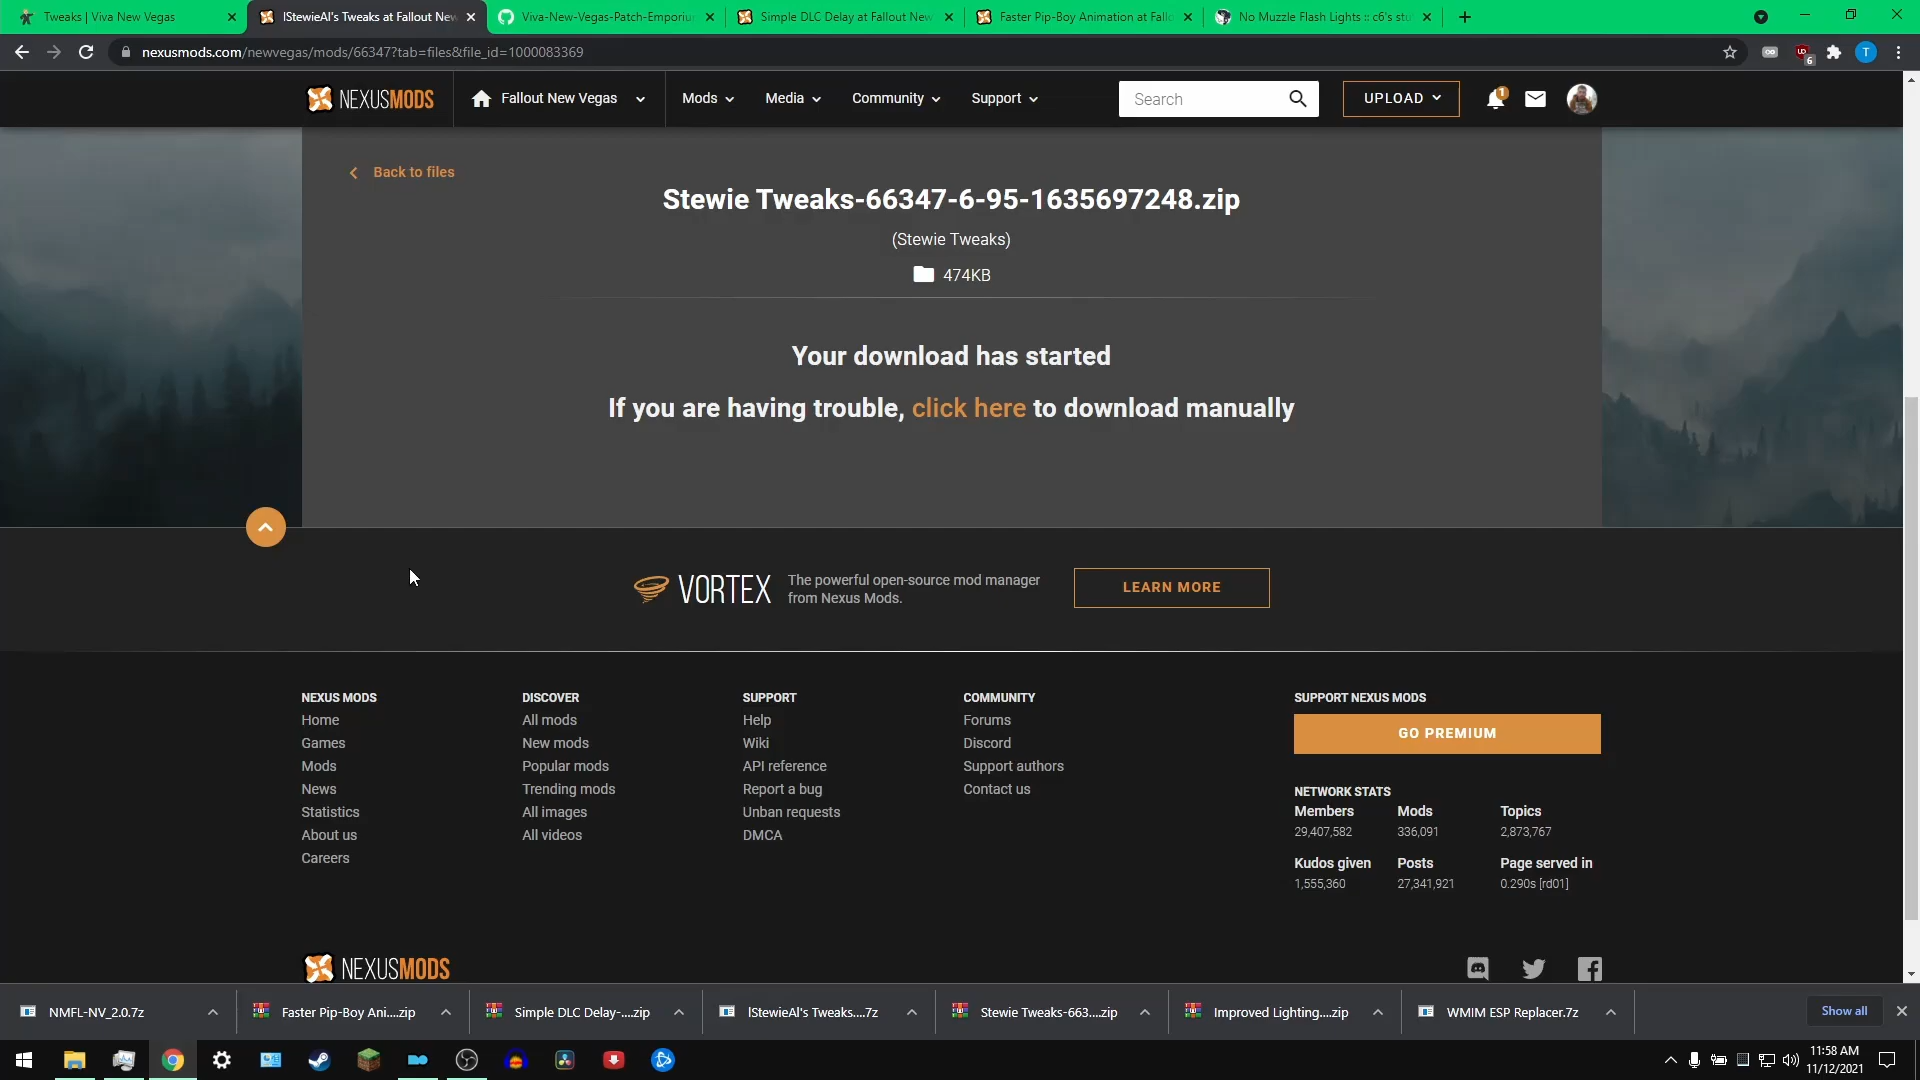 Tweaks | Viva New Vegas
lStewieAl's Tweaks at Fallout New
Viva-New-Vegas-Patch-Emporiu
Simple DLC Delay at Fallout New
Faster Pip-Boy Animation at Fallo
No Muzzle Flash Lights :: c6's stu
nexusmods.com/newvegas/mods/66347?tab=files&file_id=1000083369
6
T
NEXUSMODS
Fallout New Vegas
Mods
Media
Community
Support
Search
UPLOAD
1
Back to files
Stewie Tweaks-66347-6-95-1635697248.zip
(Stewie Tweaks)
474KB
Your download has started
If you are having trouble, click here to download manually
VORTEX
The powerful open-source mod manager
from Nexus Mods.
LEARN MORE
NEXUS MODS
Home
Games
Mods
News
Statistics
About us
Careers
DISCOVER
All mods
New mods
Popular mods
Trending mods
All images
All videos
SUPPORT
Help
Wiki
API reference
Report a bug
Unban requests
DMCA
COMMUNITY
Forums
Discord
Support authors
Contact us
SUPPORT NEXUS MODS
GO PREMIUM
NETWORK STATS
Members
29,407,582
Mods
336,091
Topics
2,873,767
Kudos given
1,555,360
Posts
27,341,921
Page served in
0.290s [rd01]
NEXUSMODS
NMFL-NV_2.0.7z
Faster Pip-Boy Ani....zip
Simple DLC Delay-....zip
lStewieAl's Tweaks....7z
Stewie Tweaks-663....zip
Improved Lighting....zip
WMIM ESP Replacer.7z
Show all
11:58 AM
11/12/2021